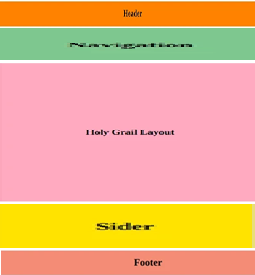 Header
Navigation
Holy Grail Layout
Sider
Footer